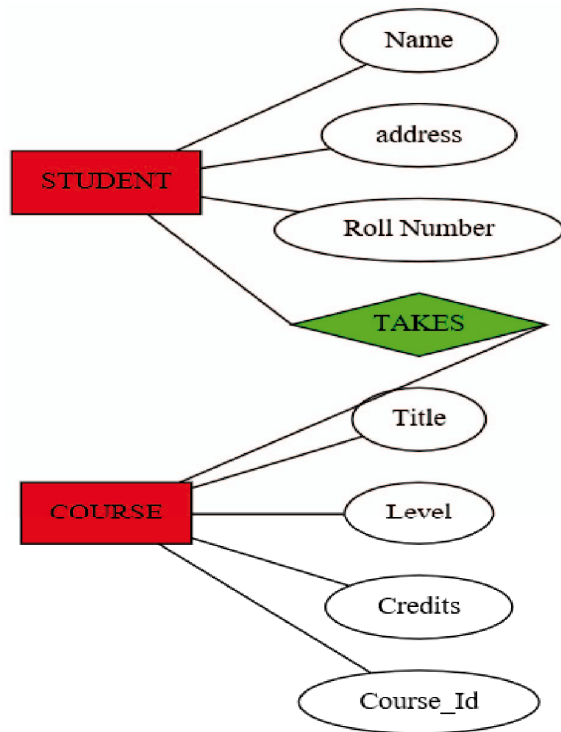 Name
address
STUDENT
Roll Number
TAKES
Title
COURSE
Level
Credits
Course_Id